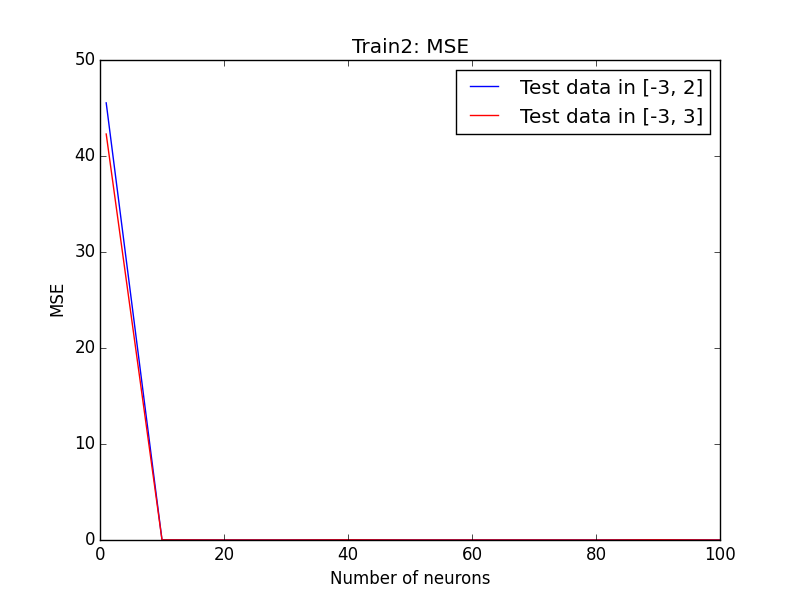 Train2: MSE
Test data in [-3, 2]
Test data in [-3, 3]
50
40
30
20
10
0
MSE
0 20 40 60 80 100
Number of neurons